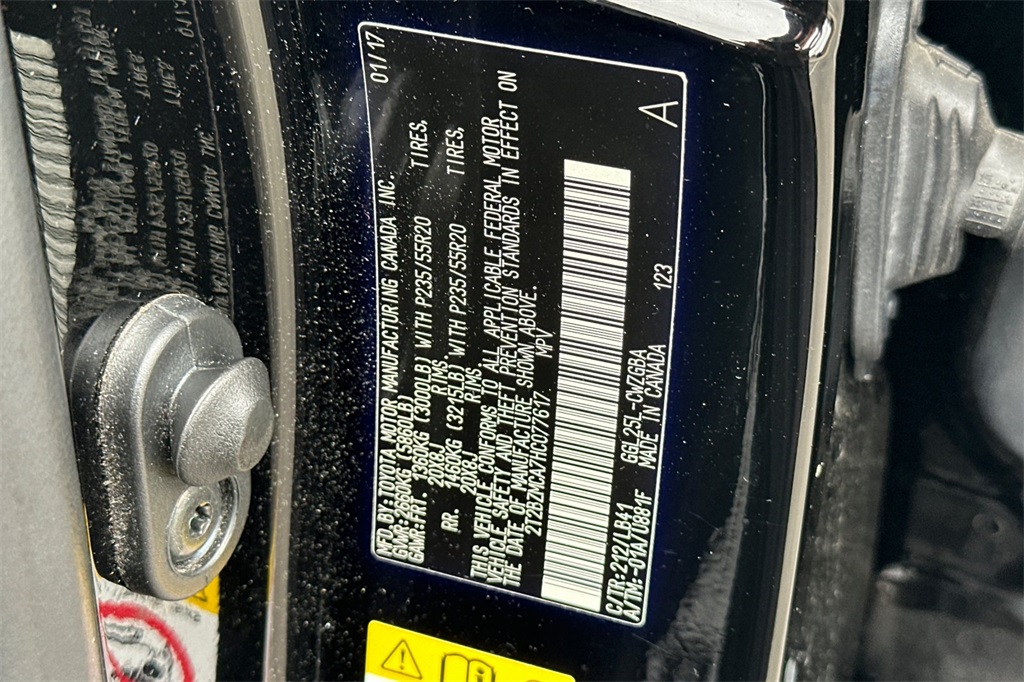 MFD. BY:TOYOTA MOTOR MANUFACTURING CANADA INC. 01/17
GVWR:2660KG (5860LB)
GAWR:FRT. 1360KG (3000LB) WITH P235/55R20 TIRES,
20X8J RIMS.
RR. 1460KG (3215LB) WITH P235/55R20 TIRES,
20X8J RIMS.
THIS VEHICLE CONFORMS TO ALL APPLICABLE FEDERAL MOTOR
VEHICLE SAFETY AND THEFT PREVENTION STANDARDS IN EFFECT ON
THE DATE OF MANUFACTURE SHOWN ABOVE.
2T2BZMCA7HC077617 MPV
C/TR:212/LB41 GGL25L-CWZGBA 123 A
A/TM:-01A/0881F MADE IN CANADA